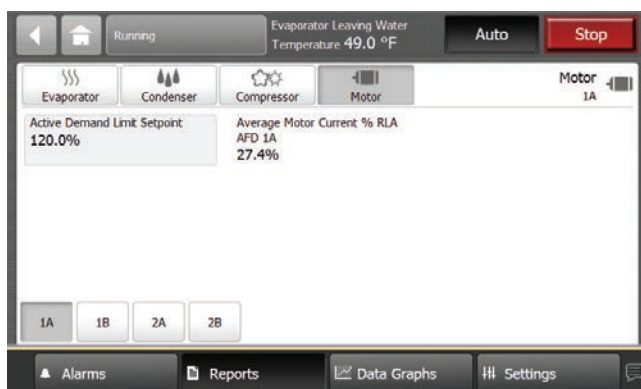 Running
Evaporator Leaving Water
Temperature 49.0 °F
Auto
Stop
Evaporator
Condenser
Compressor
Motor
Motor
1A
Active Demand Limit Setpoint
120.0%
Average Motor Current % RLA
AFD 1A
27.4%
1A
1B
2A
2B
Alarms
Reports
Data Graphs
Settings